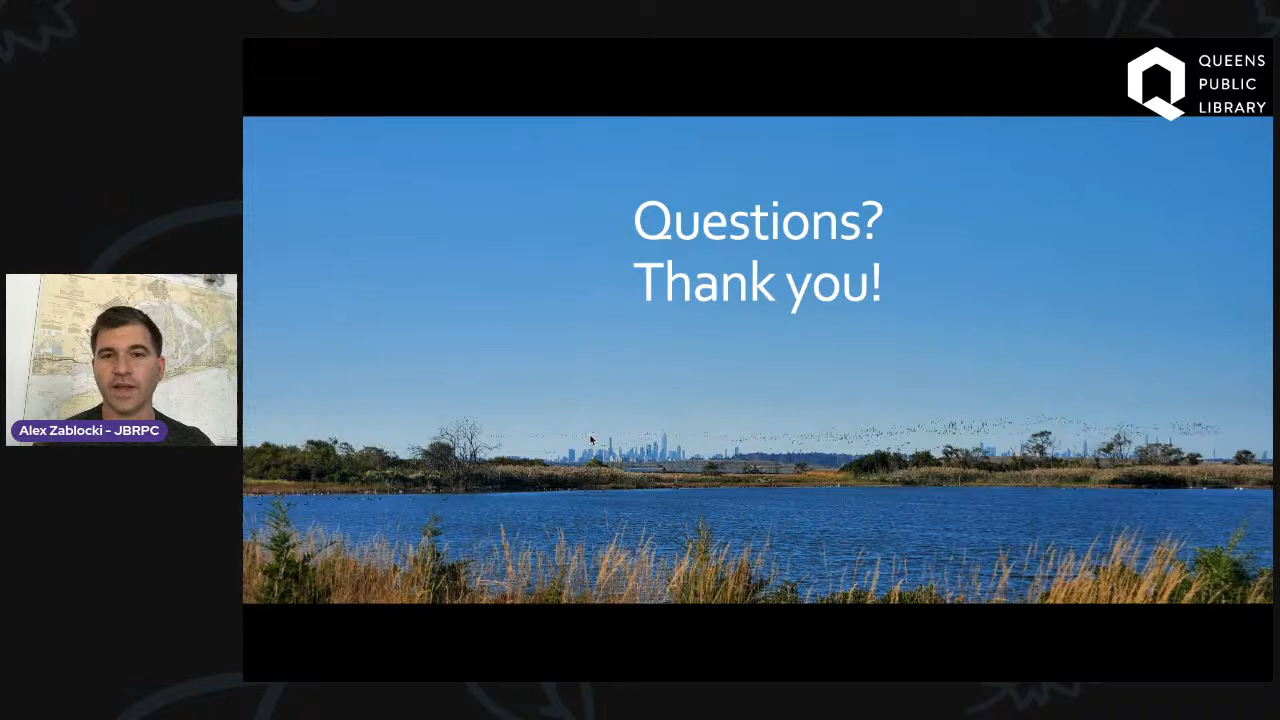 QUEENS
PUBLIC
LIBRARY
Questions?
Thank you!
Alex Zablocki - JBRPC